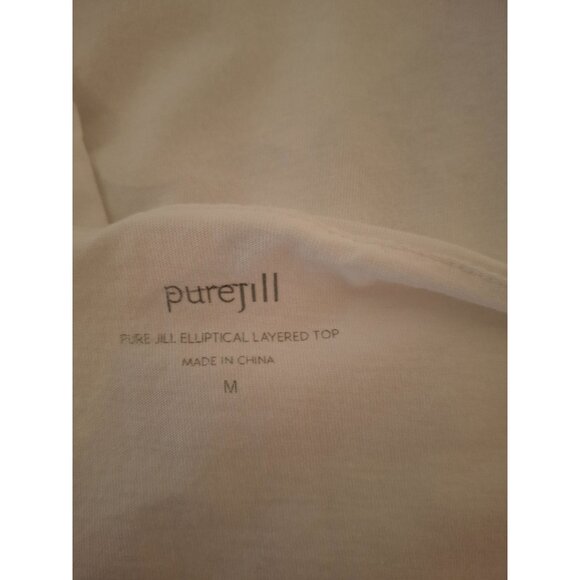 purejill
PURE JILL ELLIPTICAL LAYERED TOP
MADE IN CHINA
M